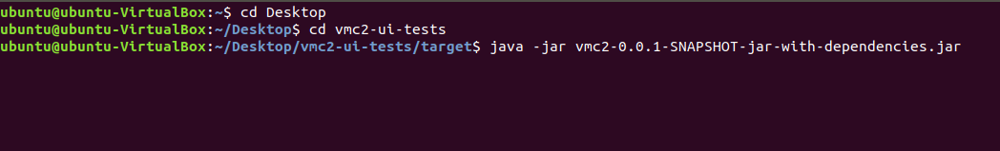 ubuntu@ubuntu-VirtualBox:~$ cd Desktop
ubuntu@ubuntu-VirtualBox:~/Desktop$ cd vmc2-ui-tests
ubuntu@ubuntu-VirtualBox:~/Desktop/vmc2-ui-tests/target$ java -jar vmc2-0.0.1-SNAPSHOT-jar-with-dependencies.jar